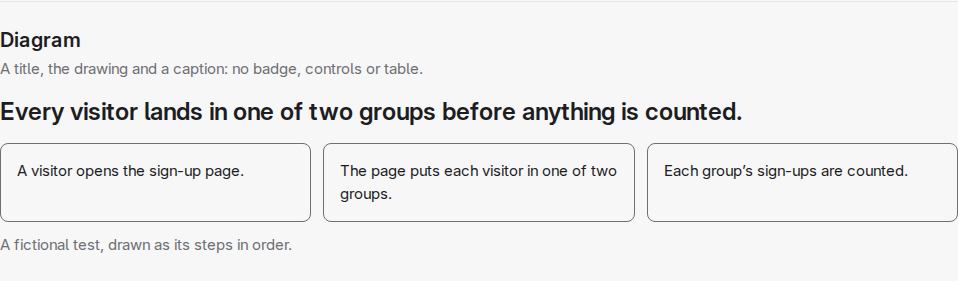 Diagram
A title, the drawing and a caption: no badge, controls or table.
Every visitor lands in one of two groups before anything is counted.
A visitor opens the sign-up page.
The page puts each visitor in one of two
groups.
Each group’s sign-ups are counted.
A fictional test, drawn as its steps in order.